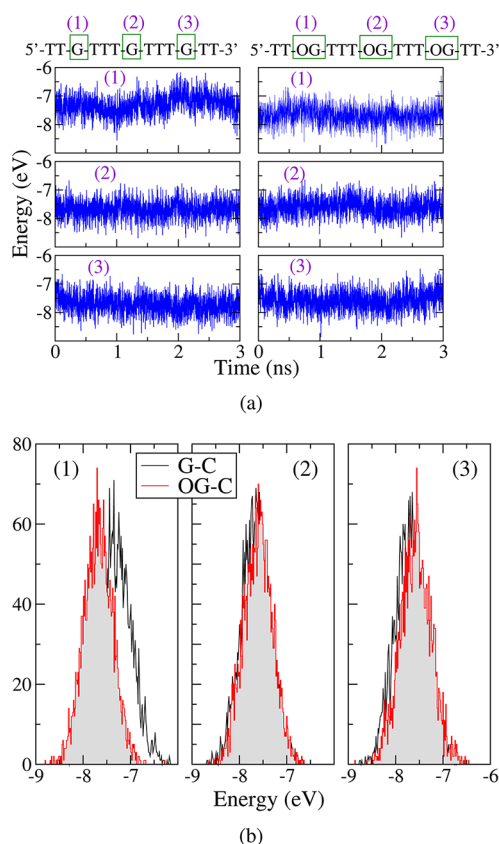 (1) (2) (3) (1) (2) (3)
5’-TT-G-TTT-G-TTT-G-TT-3’ 5’-TT-OG-TTT-OG-TTT-OG-TT-3’
-6 (1) (1)
-7
-8
-6 (2) (2)
-7
-8
-6 (3) (3)
-7
-8
Energy (eV)
0 1 2 3 0 1 2 3
Time (ns)
(a)
80 (1) G-C (2) (3)
OG-C
60
40
20
0
-9 -8 -7 -9 -8 -7 -9 -8 -7 -6
Energy (eV)
(b)